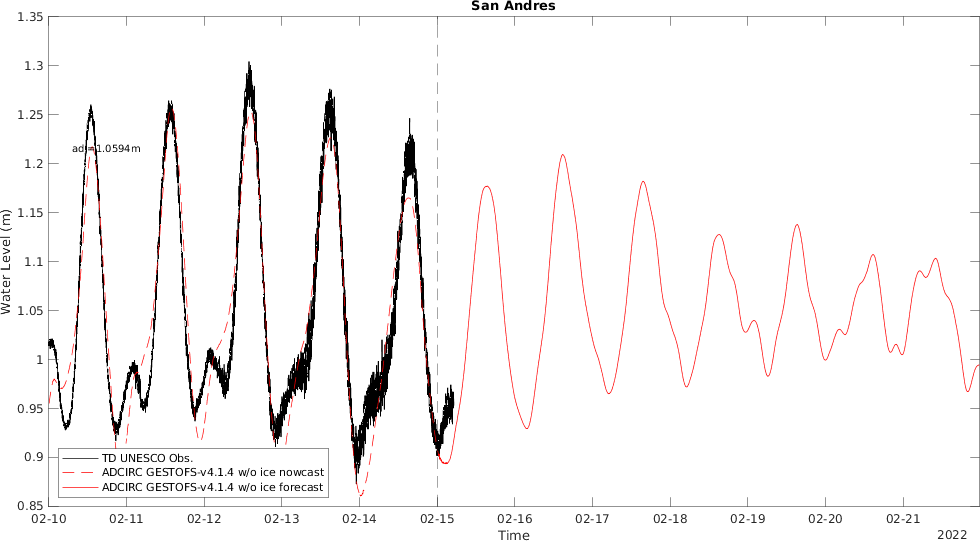 San Andres
Water Level (m)
1.35
1.3
1.25
1.2
1.15
1.1
1.05
1
0.95
0.9
0.85
ad = 1.0594m
TD UNESCO Obs.
ADCIRC GESTOFS-v4.1.4 w/o ice nowcast
ADCIRC GESTOFS-v4.1.4 w/o ice forecast
02-10 02-11 02-12 02-13 02-14 02-15 02-16 02-17 02-18 02-19 02-20 02-21
Time
2022